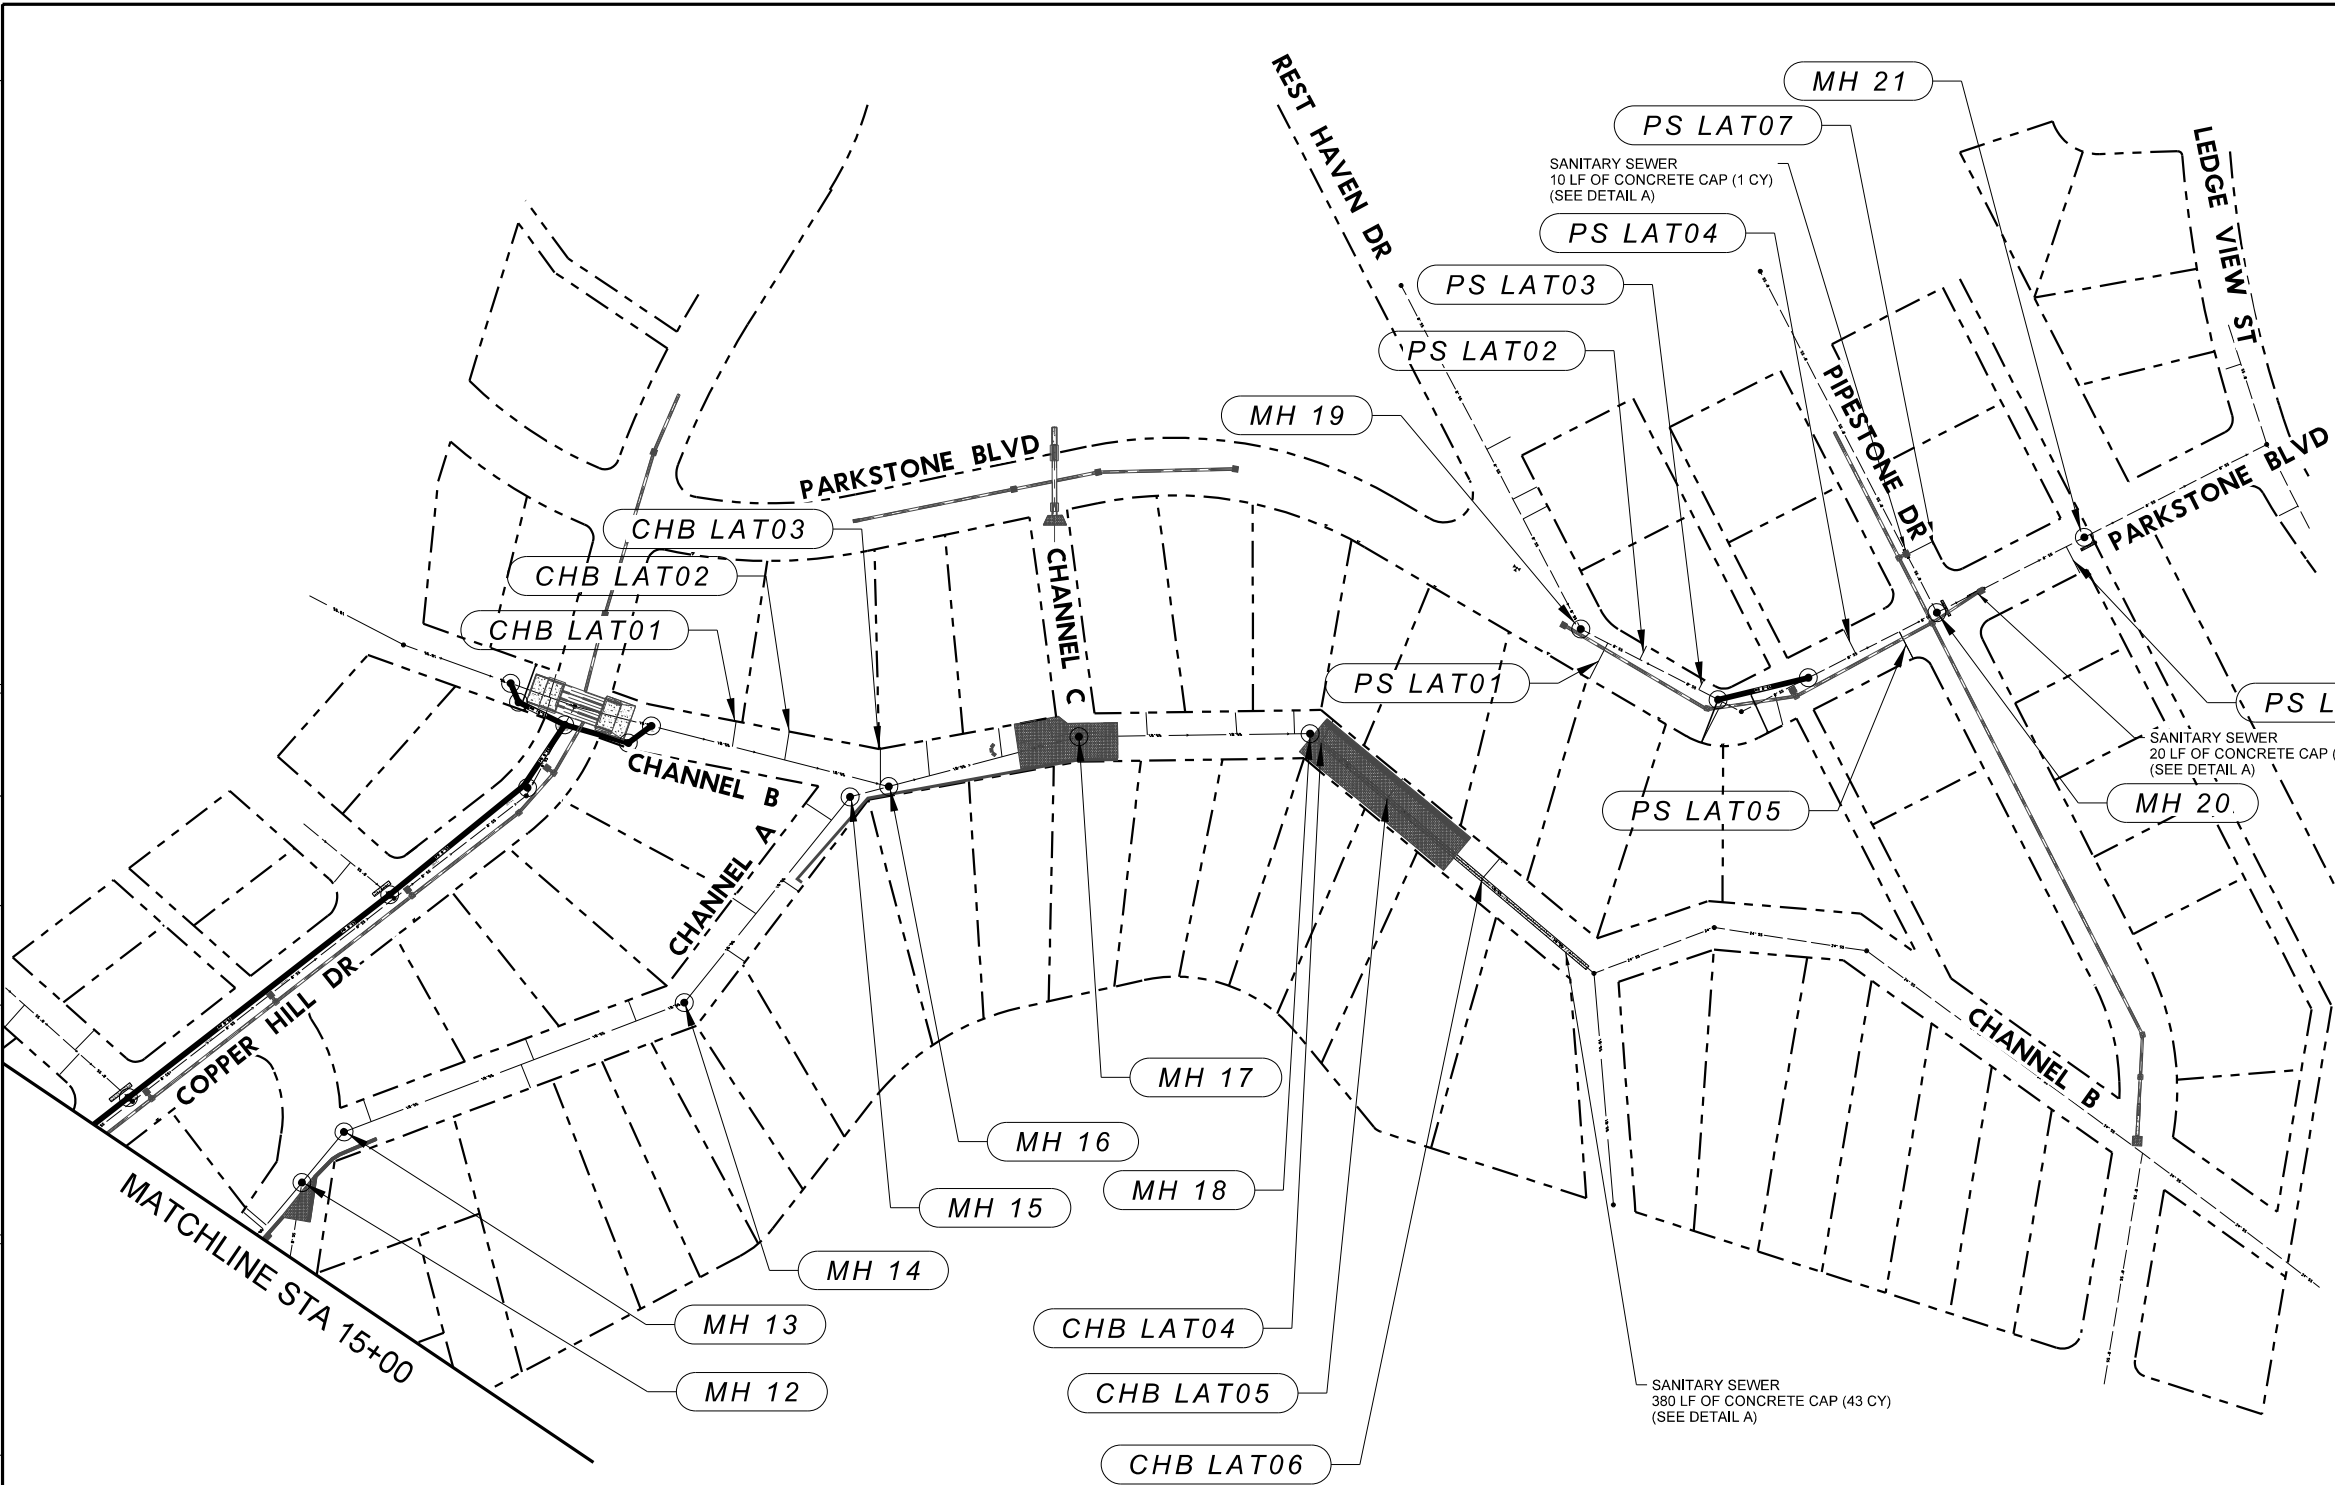 REST HAVEN DR
MH 21
PS LAT07
SANITARY SEWER
10 LF OF CONCRETE CAP (1 CY)
(SEE DETAIL A)
LEDGE VIEW ST
PS LAT04
PS LAT03
PS LAT02
PIPESTONE DR
MH 19
PARKSTONE BLVD
PARKSTONE BLVD
CHB LAT03
CHB LAT02
CHB LAT01
CHANNEL C
PS LAT01
PS L
SANITARY SEWER
20 LF OF CONCRETE CAP (
(SEE DETAIL A)
MH 20
PS LAT05
CHANNEL B
CHANNEL A
COPPER HILL DR
CHANNEL B
MH 17
MH 16
MH 18
MH 15
MH 14
MATCHLINE STA 15+00
MH 13
CHB LAT04
MH 12
CHB LAT05
SANITARY SEWER
380 LF OF CONCRETE CAP (43 CY)
(SEE DETAIL A)
CHB LAT06